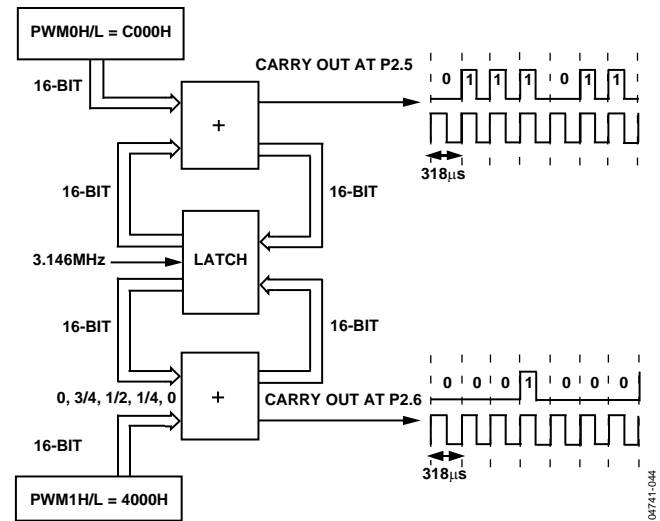 PWM0H/L = C000H
16-BIT
CARRY OUT AT P2.5
0 1 1 1 0 1 1
+
318μs
16-BIT
16-BIT
3.146MHz
LATCH
16-BIT
16-BIT
0, 3/4, 1/2, 1/4, 0
+
CARRY OUT AT P2.6
0 0 0 1 0 0 0
16-BIT
318μs
PWM1H/L = 4000H
04741-044